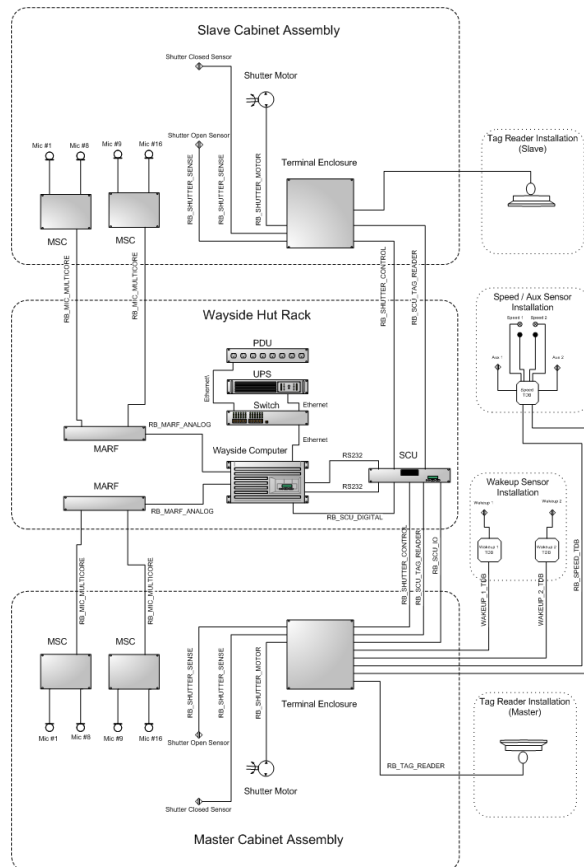 Slave Cabinet Assembly
Shutter Closed Sensor
Shutter Motor
Mic #1
Mic #8
Mic #9
Mic #16
Shutter Open Sensor
Tag Reader Installation
(Slave)
Terminal Enclosure
MSC
MSC
RB_SHUTTER_SENSE
RB_SHUTTER_SENSE
RB_SHUTTER_MOTOR
RB_MIC_MULTICORE
RB_MIC_MULTICORE
RB_SHUTTER_CONTROL
RB_SCU_TAG_READER
Wayside Hut Rack
PDU
UPS
Ethernet\
Ethernet
Switch
Ethernet
MARF
RB_MARF_ANALOG
Wayside Computer
RS232
SCU
MARF
RS232
RB_MARF_ANALOG
RB_SCU_DIGITAL
Speed / Aux Sensor
Installation
Speed 1
Speed 2
Aux 1
Aux 2
Speed
TDB
Wakeup Sensor
Installation
Wakeup 1
Wakeup 2
Wakeup 1
TDB
Wakeup 2
TDB
RB_SHUTTER_CONTROL
RB_SCU_TAG_READER
RB_SCU_IO
WAKEUP_1_TDB
WAKEUP_2_TDB
RB_SPEED_TDB
RB_MIC_MULTICORE
RB_MIC_MULTICORE
MSC
MSC
RB_SHUTTER_SENSE
RB_SHUTTER_SENSE
RB_SHUTTER_MOTOR
Terminal Enclosure
Mic #1
Mic #8
Mic #9
Mic #16
Shutter Open Sensor
Tag Reader Installation
(Master)
RB_TAG_READER
Shutter Motor
Shutter Closed Sensor
Master Cabinet Assembly